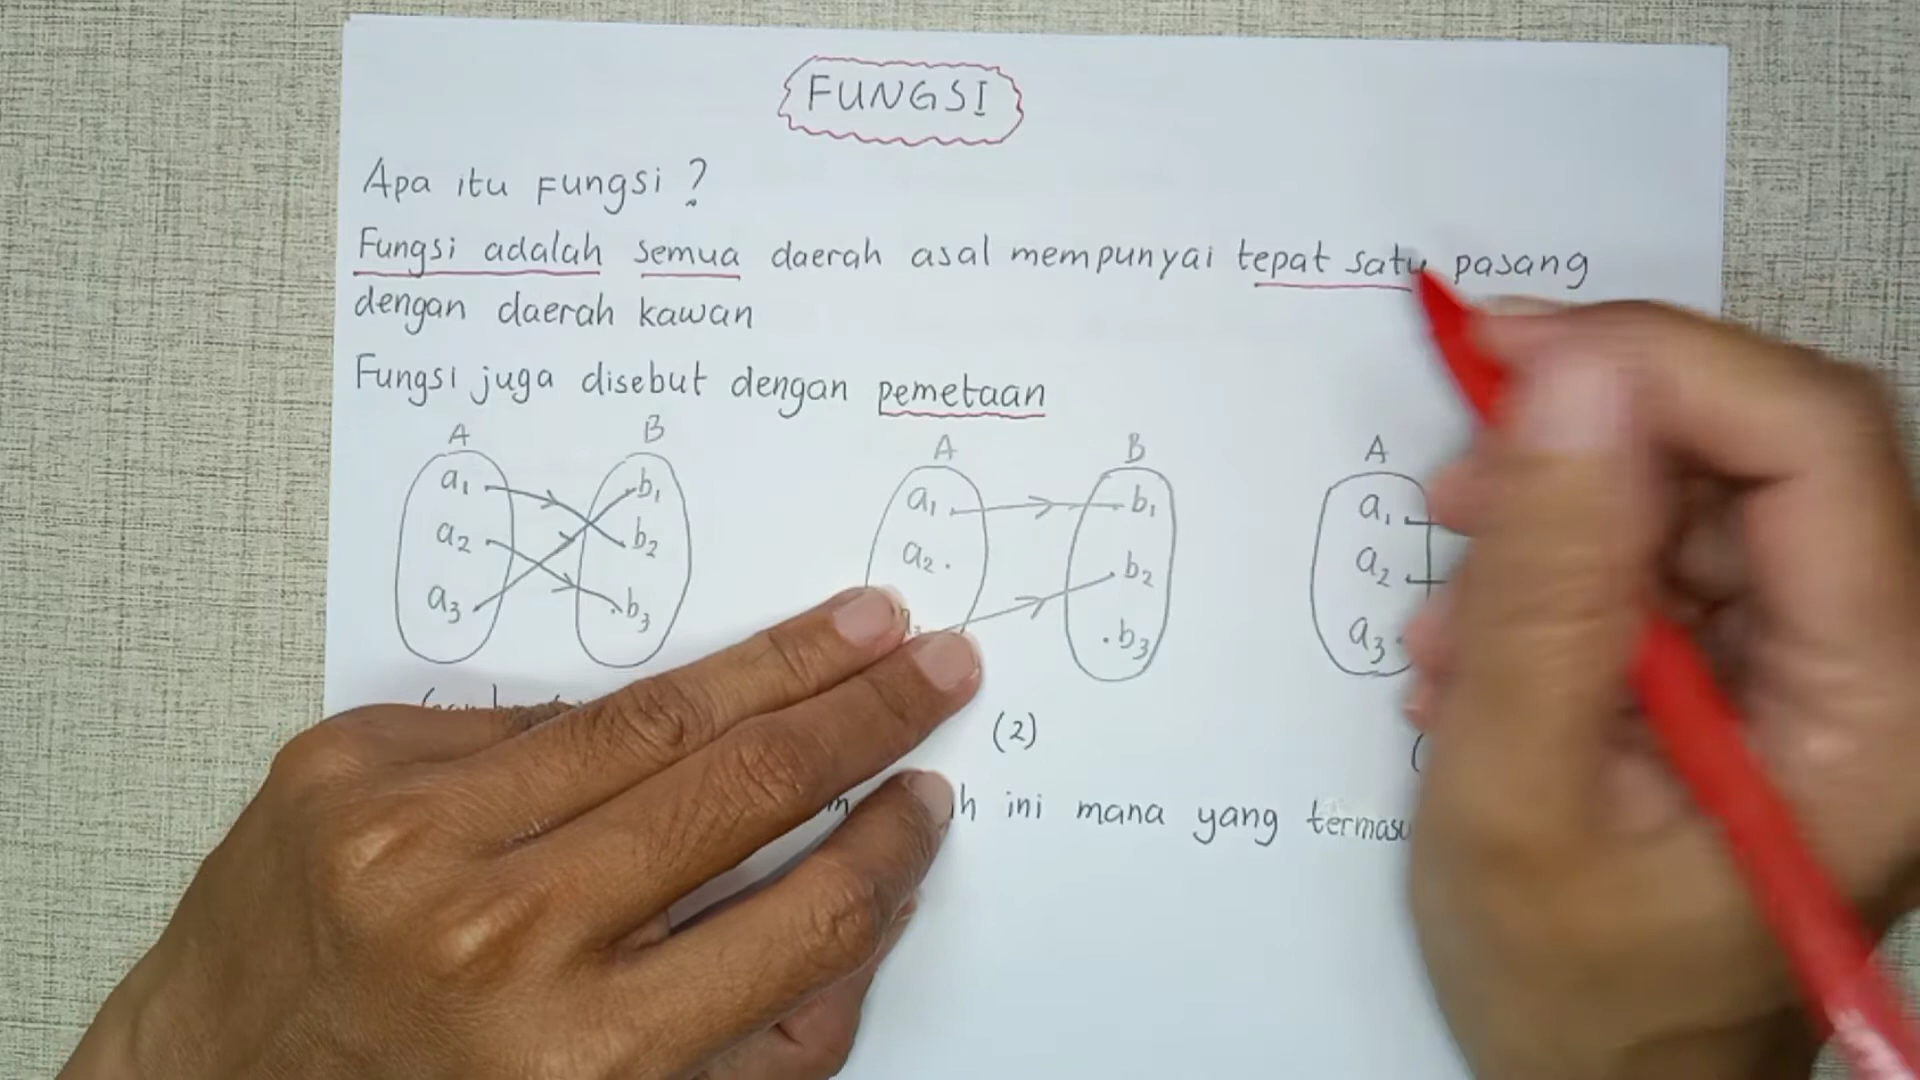 FUNGSI
Apa itu Fungsi ?
Fungsi adalah semua daerah asal mempunyai tepat satu pasang
dengan daerah kawan
Fungsi juga disebut dengan pemetaan
A B A B A
a1 b1 a1 b1 a1
a2 b2 a2 b2 a2
a3 b3 b3 a3
(2)
ini mana yang